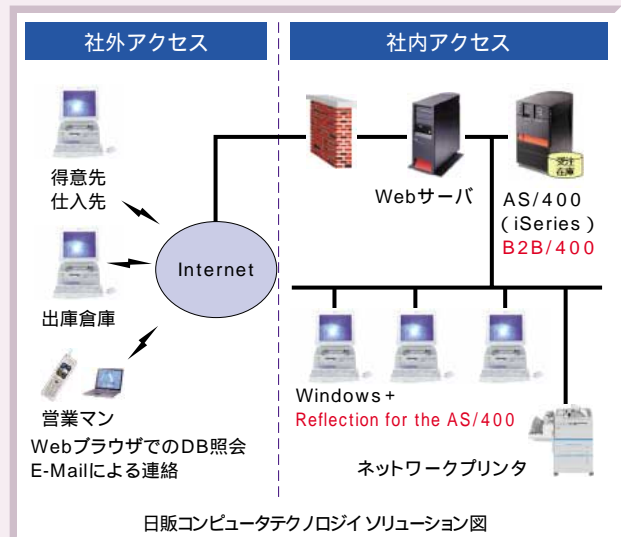 社外アクセス
社内アクセス
得意先
仕入先
出庫倉庫
営業マン
WebブラウザでのDB照会
E-Mailによる連絡
Internet
Webサーバ
受注
在庫
AS/400
(iSeries)
B2B/400
Windows+
Reflection for the AS/400
ネットワークプリンタ
日販コンピュータテクノロジイ ソリューション図